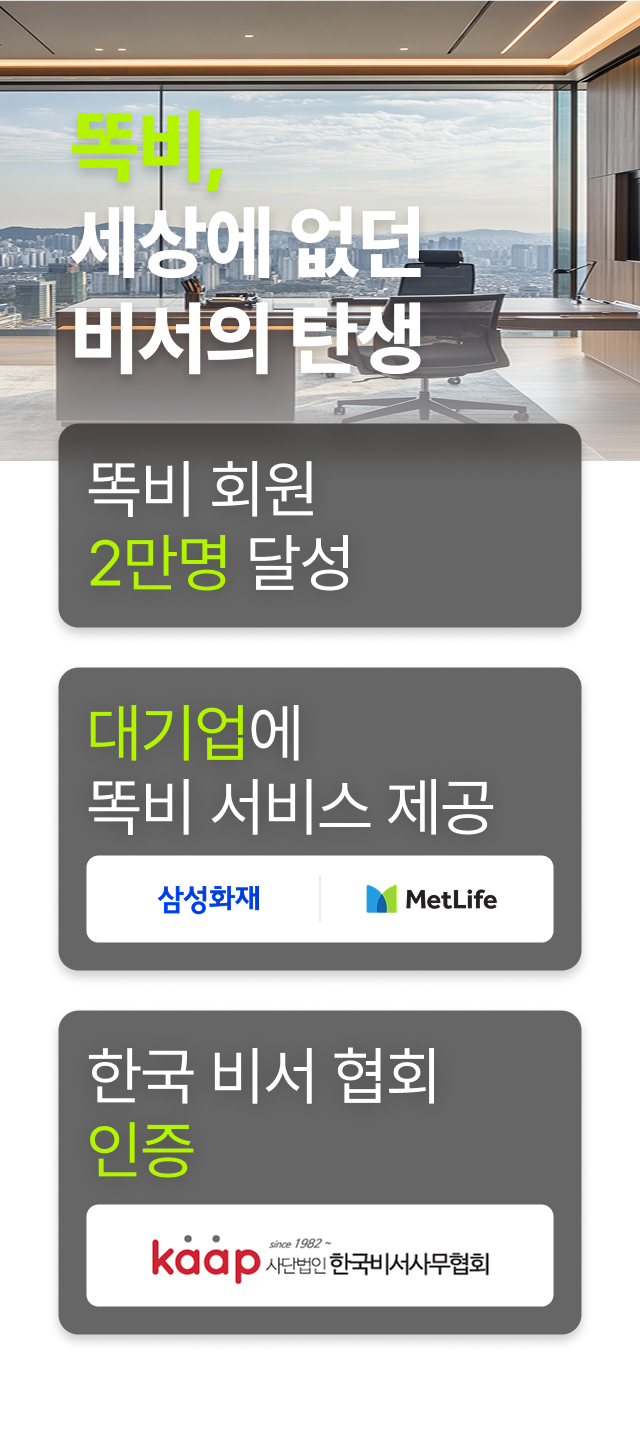 똑비,
세상에 없던
비서의 탄생
똑비 회원
2만명 달성
대기업에
똑비 서비스 제공
삼성화재
MetLife
한국 비서 협회
인증
kaap
since 1982 ~
사단법인 한국비서사무협회